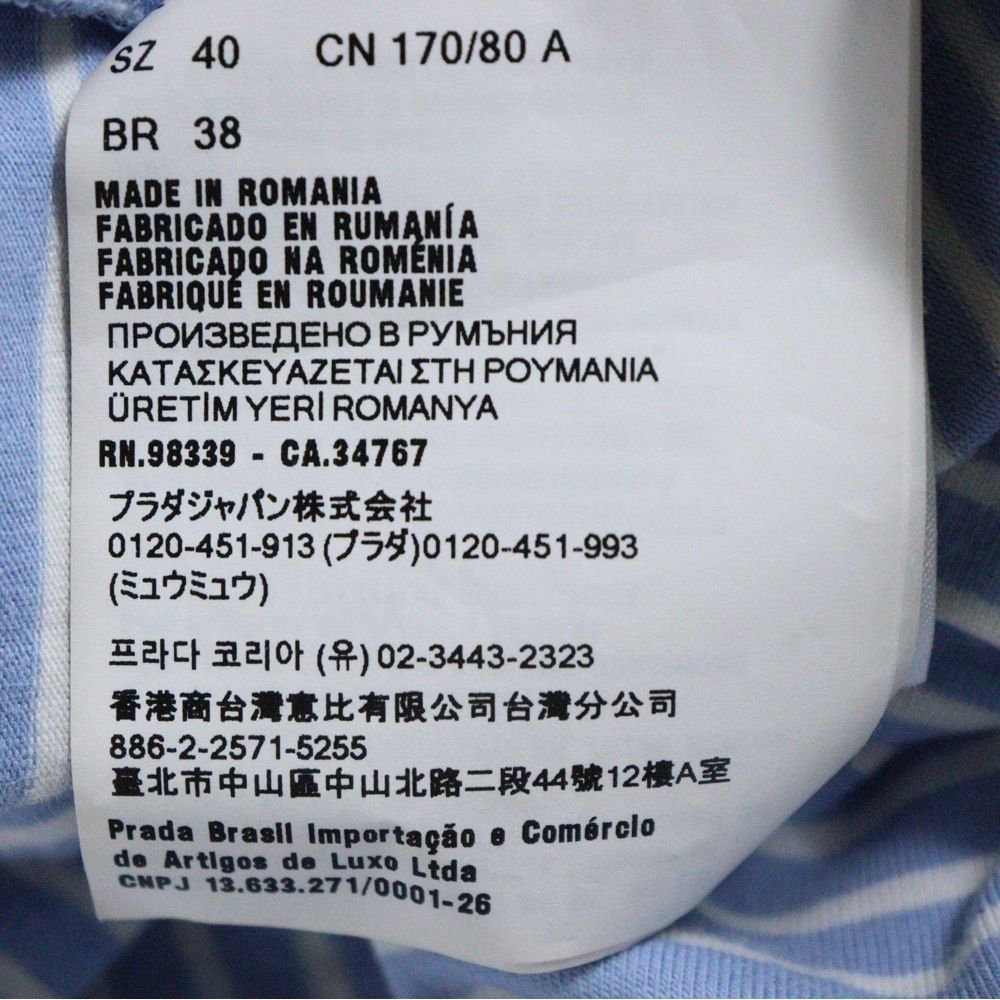 SZ 40 CN 170/80 A
BR 38
MADE IN ROMANIA
FABRICADO EN RUMANÍA
FABRICADO NA ROMÉNIA
FABRIQUÉ EN ROUMANIE
ПРОИЗВЕДЕНО В РУМЪНИЯ
ΚΑΤΑΣΚΕΥΑΖΕΤΑΙ ΣΤΗ ΡΟΥΜΑΝΙΑ
ÜRETİM YERİ ROMANYA
RN.98339 - CA.34767
プラダジャパン株式会社
0120-451-913 (プラダ)0120-451-993
(ミュウミュウ)
프라다 코리아 (유) 02-3443-2323
香港商台灣意比有限公司台灣分公司
886-2-2571-5255
臺北市中山區中山北路二段44號12樓A室
Prada Brasil Importação e Comércio
de Artigos de Luxo Ltda
CNPJ 13.633.271/0001-26